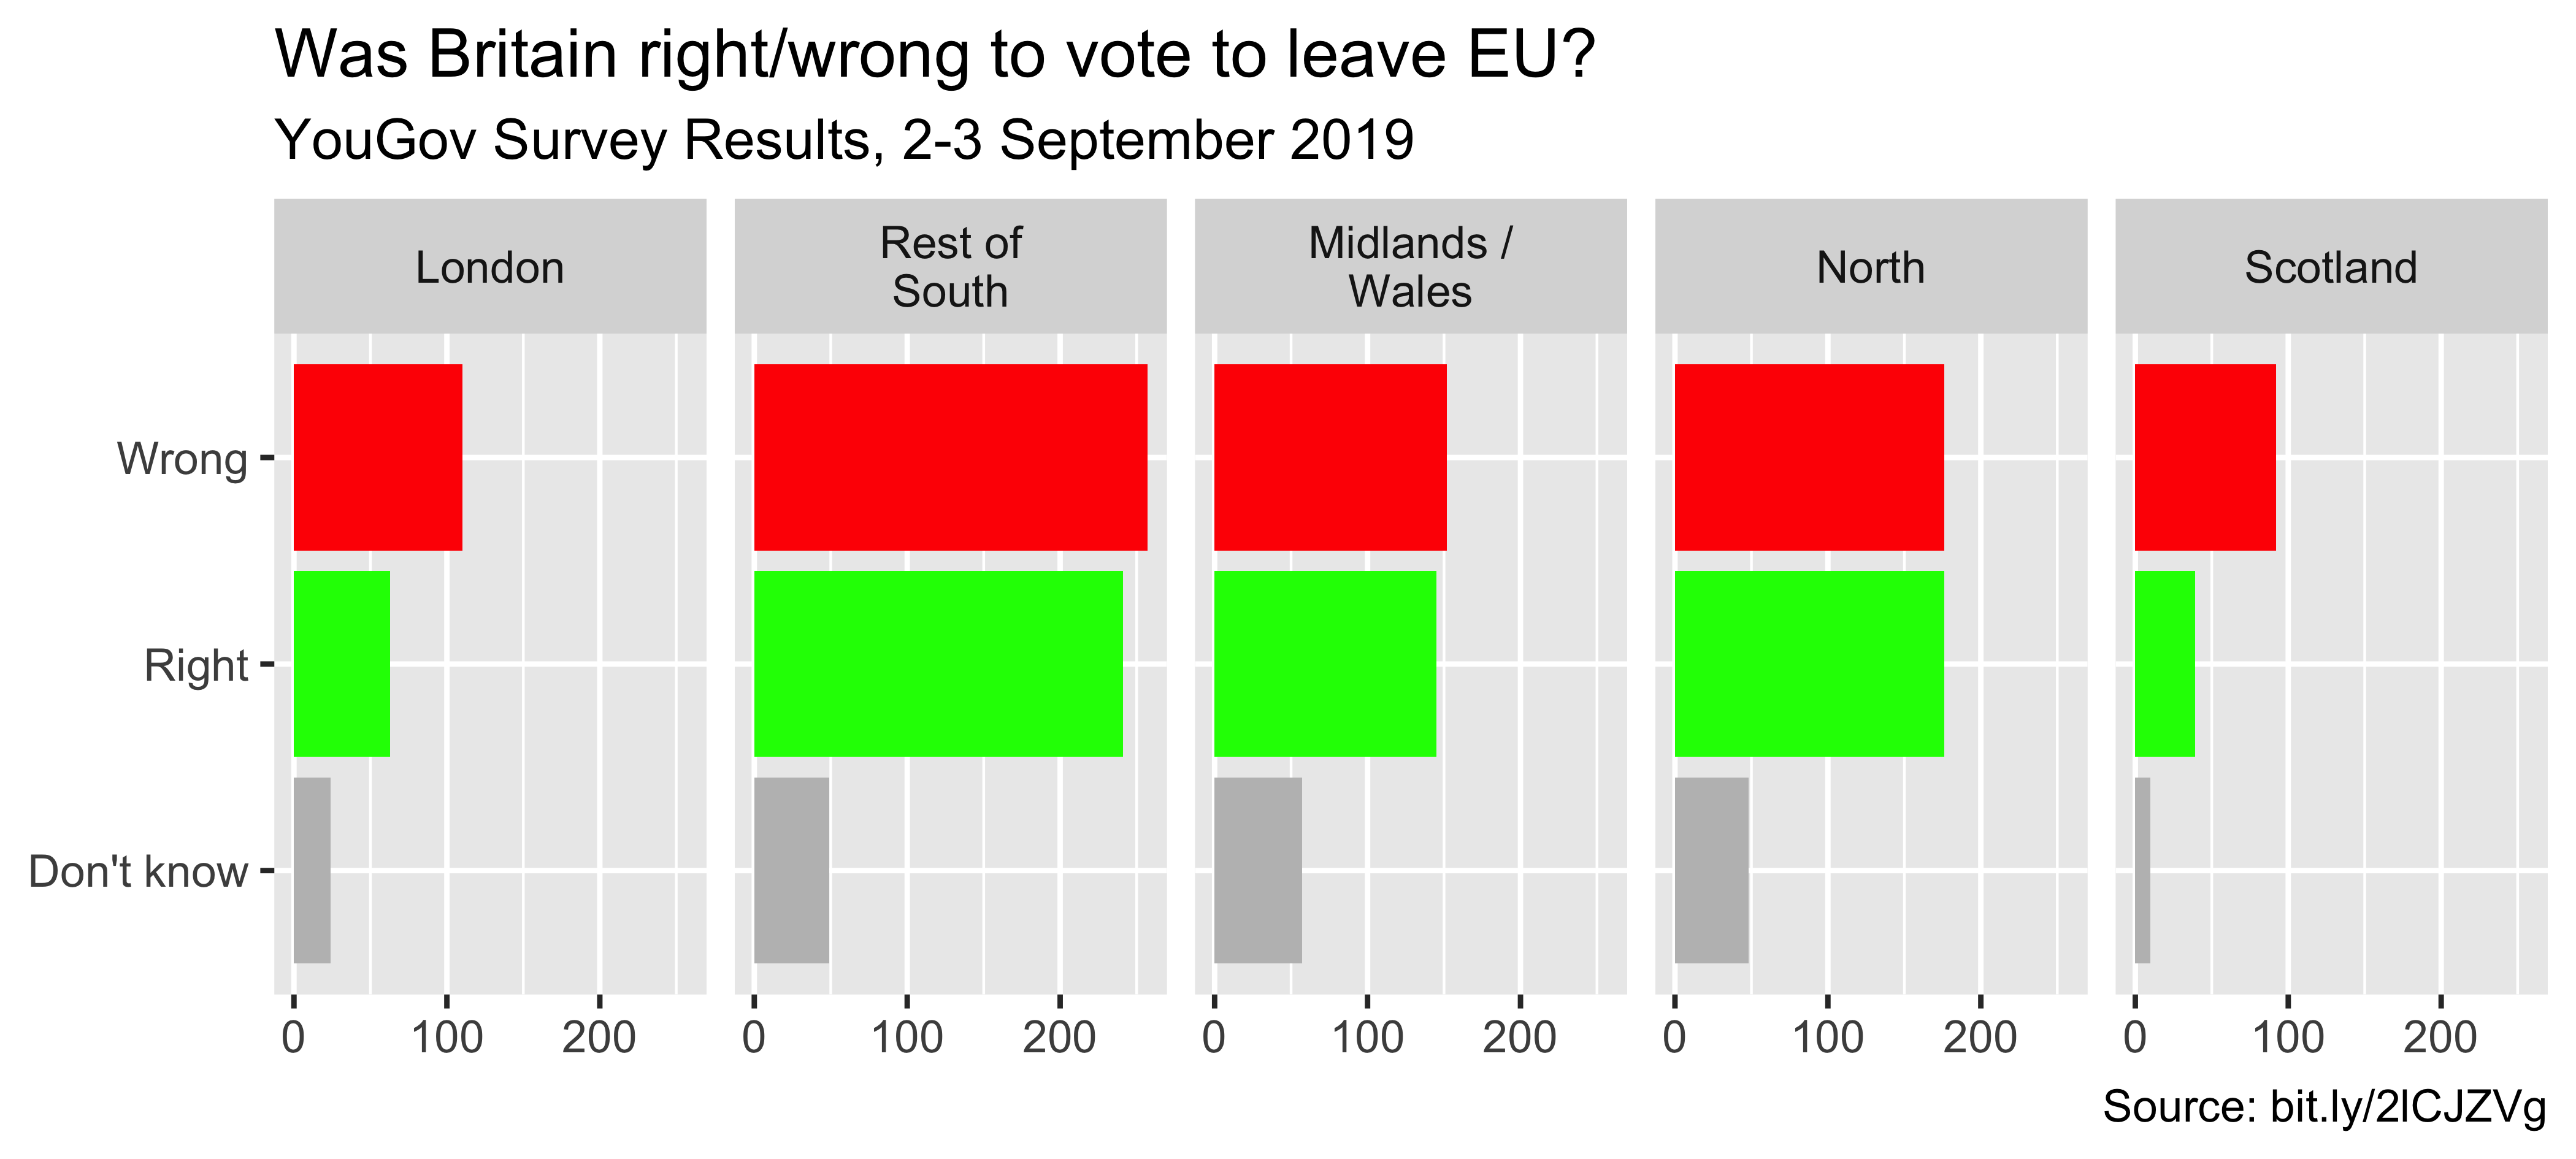 Was Britain right/wrong to vote to leave EU?
YouGov Survey Results, 2-3 September 2019
London
Rest of
South
Midlands /
Wales
North
Scotland
Wrong
Right
Don't know
0 100 200
0 100 200
0 100 200
0 100 200
0 100 200
Source: bit.ly/2lCJZVg